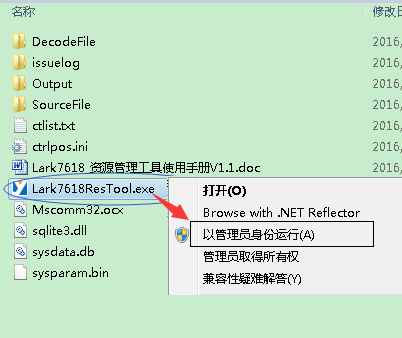 名称
修改日
DecodeFile
2016,
issuelog
2016,
Output
2016,
SourceFile
2016,
ctlist.txt
2016,
ctrlpos.ini
2016,
Lark7618 资源管理工具使用手册V1.1.doc
2016,
Lark7618ResTool.exe
打开(O)
Mscomm32.ocx
Browse with .NET Reflector
sqlite3.dll
以管理员身份运行(A)
sysdata.db
管理员取得所有权
sysparam.bin
兼容性疑难解答(Y)